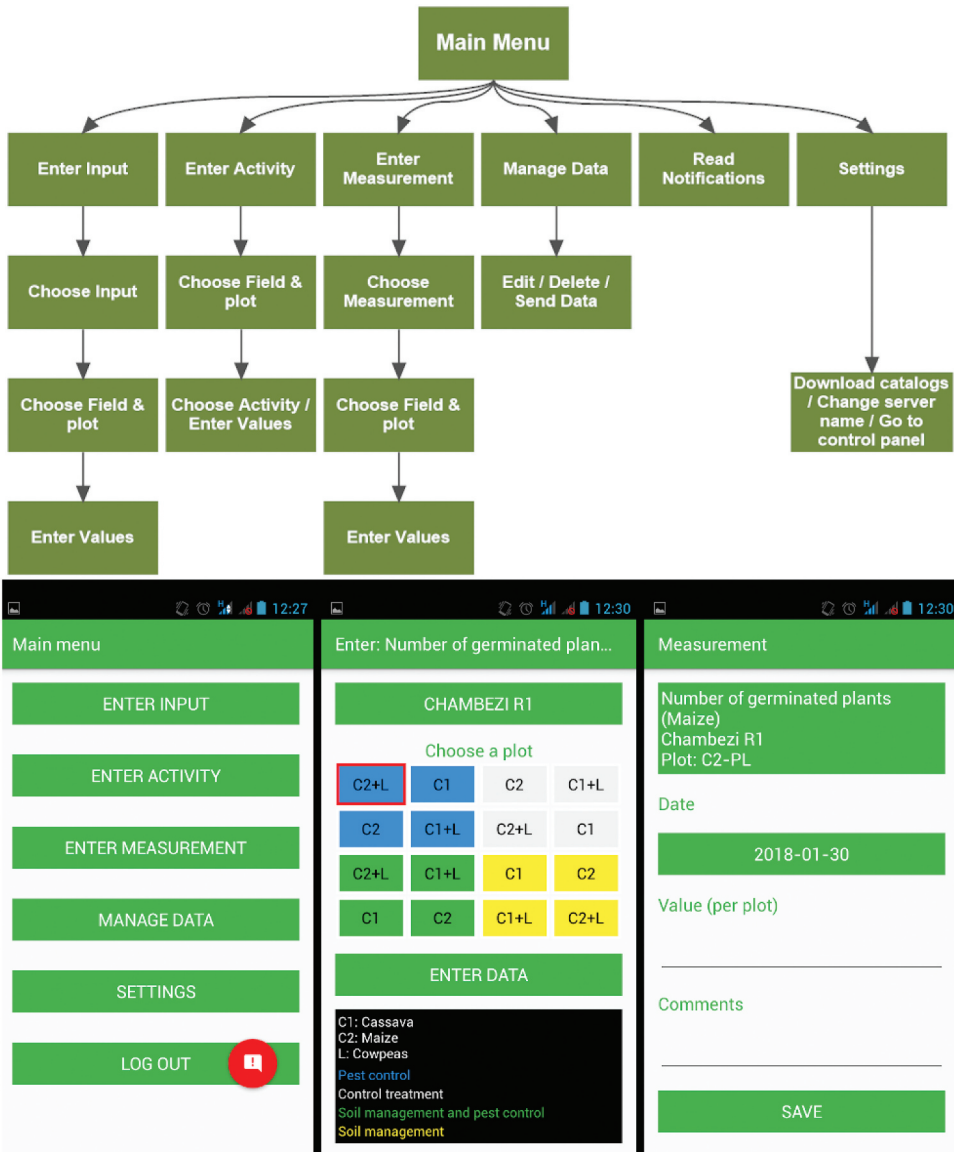 Main Menu
Enter Input
Enter Activity
Enter
Measurement
Manage Data
Read
Notifications
Settings
Choose Input
Choose Field &
plot
Choose
Measurement
Edit / Delete /
Send Data
Choose Field &
plot
Choose Activity /
Enter Values
Choose Field &
plot
Download catalogs
/ Change server
name / Go to
control panel
Enter Values
Enter Values
H 12:27
Main menu
ENTER INPUT
ENTER ACTIVITY
ENTER MEASUREMENT
MANAGE DATA
SETTINGS
LOG OUT
H 12:30
Enter: Number of germinated plan...
CHAMBEZI R1
Choose a plot
C2+L C1 C2 C1+L
C2 C1+L C2+L C1
C2+L C1+L C1 C2
C1 C2 C1+L C2+L
ENTER DATA
C1: Cassava
C2: Maize
L: Cowpeas
Pest control
Control treatment
Soil management and pest control
Soil management
H 12:30
Measurement
Number of germinated plants
(Maize)
Chambezi R1
Plot: C2-PL
Date
2018-01-30
Value (per plot)
Comments
SAVE